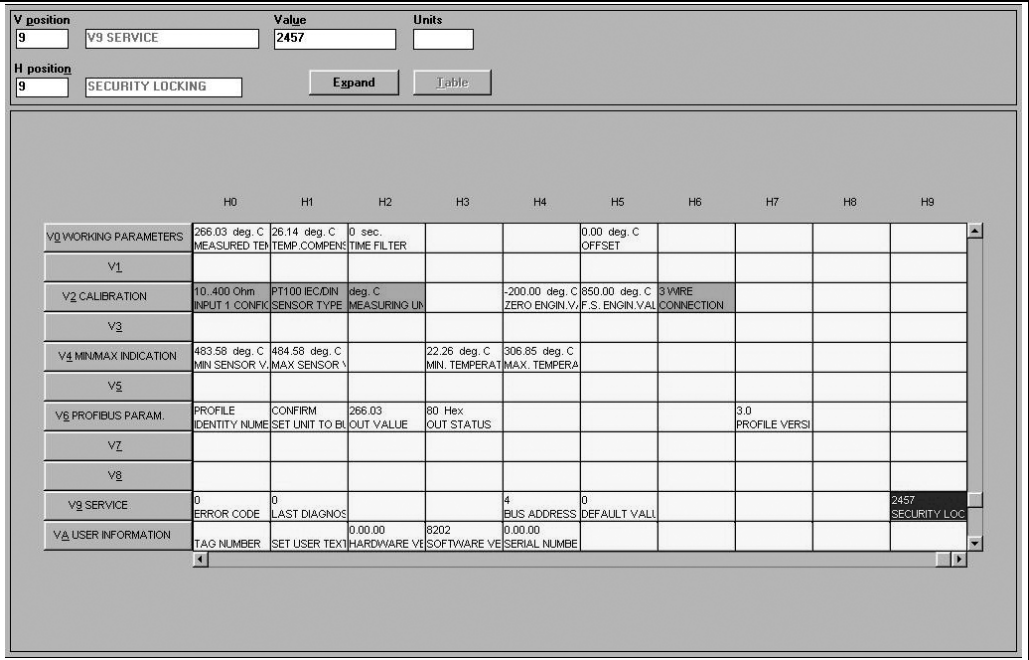 V position Value Units
9 V9 SERVICE 2457
H position
9 SECURITY LOCKING Expand Table
H0 H1 H2 H3 H4 H5 H6 H7 H8 H9
V0 WORKING PARAMETERS 266.03 deg. C 26.14 deg. C 0 sec. 0.00 deg. C
MEASURED TEM TEMP.COMPENS TIME FILTER OFFSET
V1
V2 CALIBRATION 10..400 Ohm PT100 IEC/DIN deg. C -200.00 deg. C 850.00 deg. C 3 WIRE
INPUT 1 CONFIG SENSOR TYPE MEASURING UN ZERO ENGIN.V F.S. ENGIN.VAL CONNECTION
V3
V4 MIN/MAX INDICATION 483.58 deg. C 484.58 deg. C 22.26 deg. C 306.85 deg. C
MIN SENSOR V. MAX SENSOR MIN. TEMPERAT MAX. TEMPERA
V5
V6 PROFIBUS PARAM. PROFILE CONFIRM 266.03 80 Hex 3.0
IDENTITY NUME SET UNIT TO BU OUT VALUE OUT STATUS PROFILE VERSI
V7
V8
V9 SERVICE 0 0 4 0 2457
ERROR CODE LAST DIAGNOS BUS ADDRESS DEFAULT VALU SECURITY LOC
VA USER INFORMATION 0.00.00 8202 0.00.00
TAG NUMBER SET USER TEXT HARDWARE VE SOFTWARE VE SERIAL NUMBE